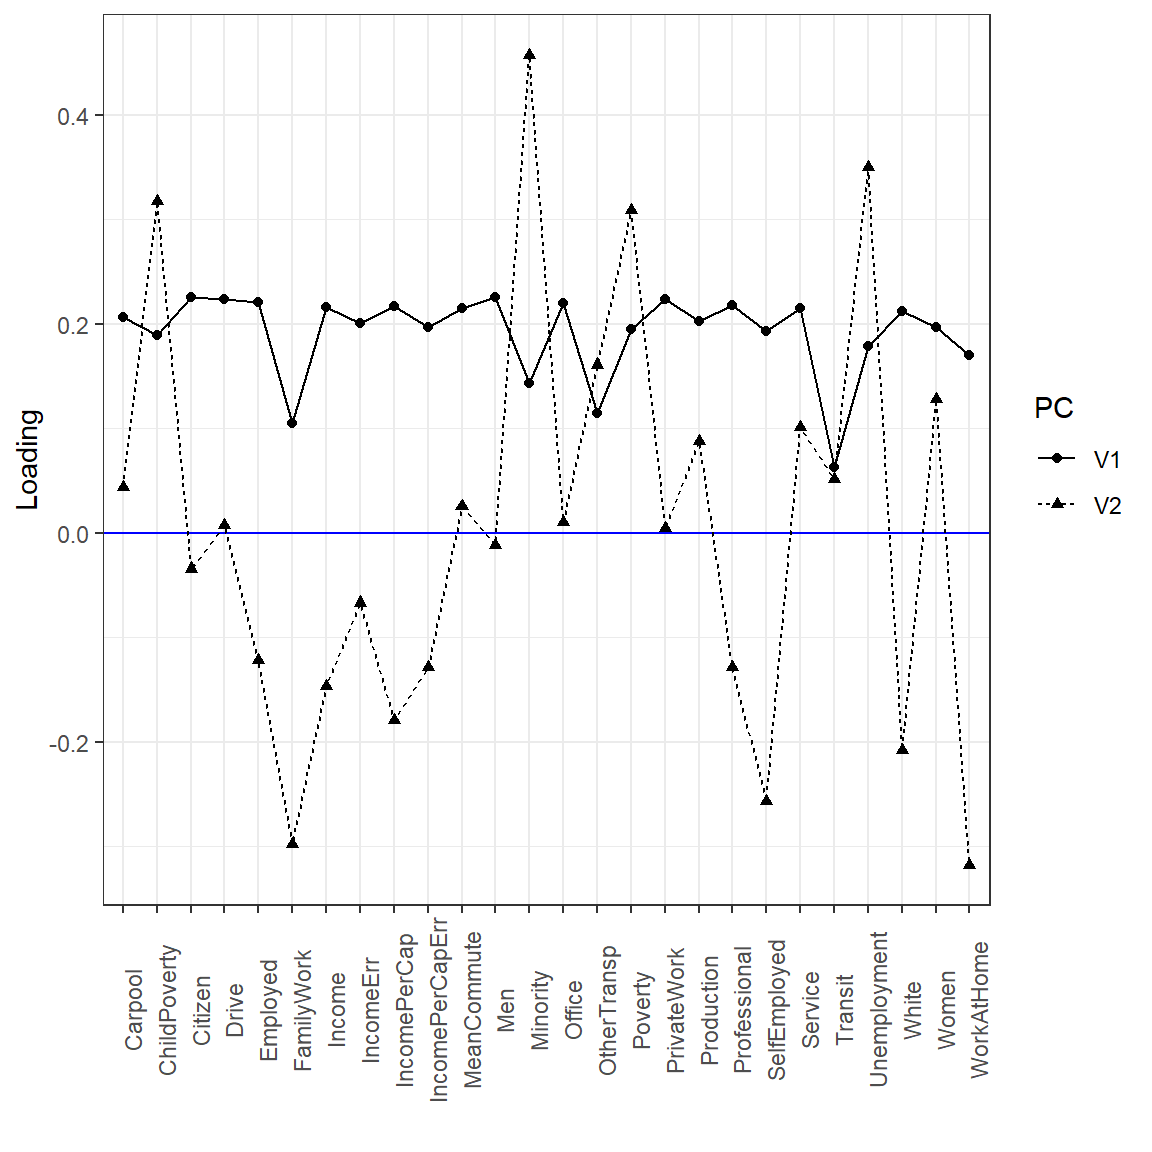 0.4
0.2
0.0
-0.2
Loading
Carpool
ChildPoverty
Citizen
Drive
Employed
FamilyWork
Income
IncomeErr
IncomePerCap
IncomePerCapErr
MeanCommute
Men
Minority
Office
OtherTransp
Poverty
PrivateWork
Production
Professional
SelfEmployed
Service
Transit
Unemployment
White
Women
WorkAtHome
PC
V1
V2